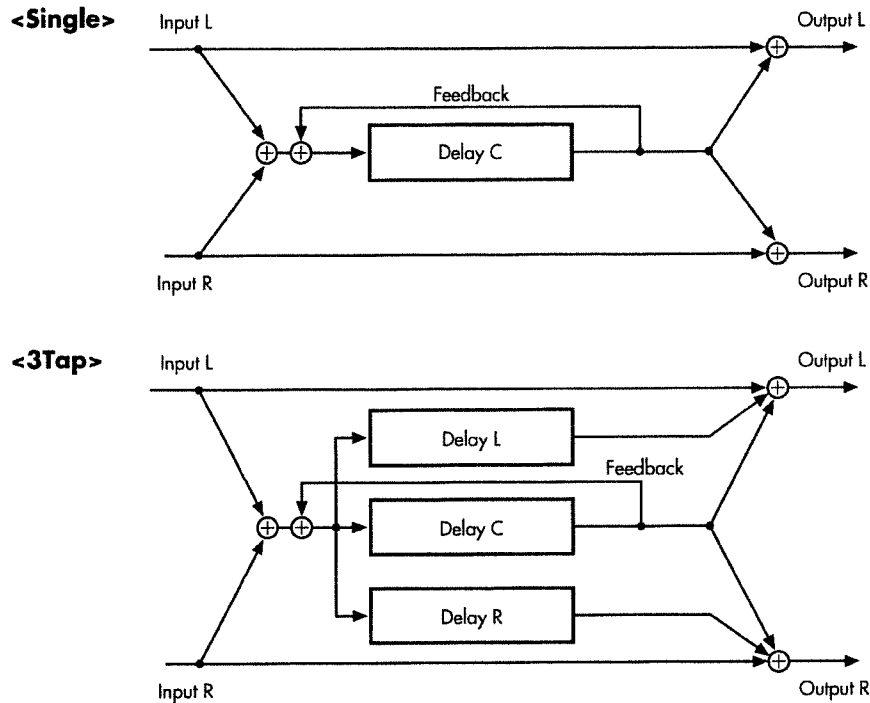 <Single>
Input L
Output L
Feedback
Delay C
Input R
Output R
<3Tap>
Input L
Output L
Delay L
Feedback
Delay C
Delay R
Input R
Output R